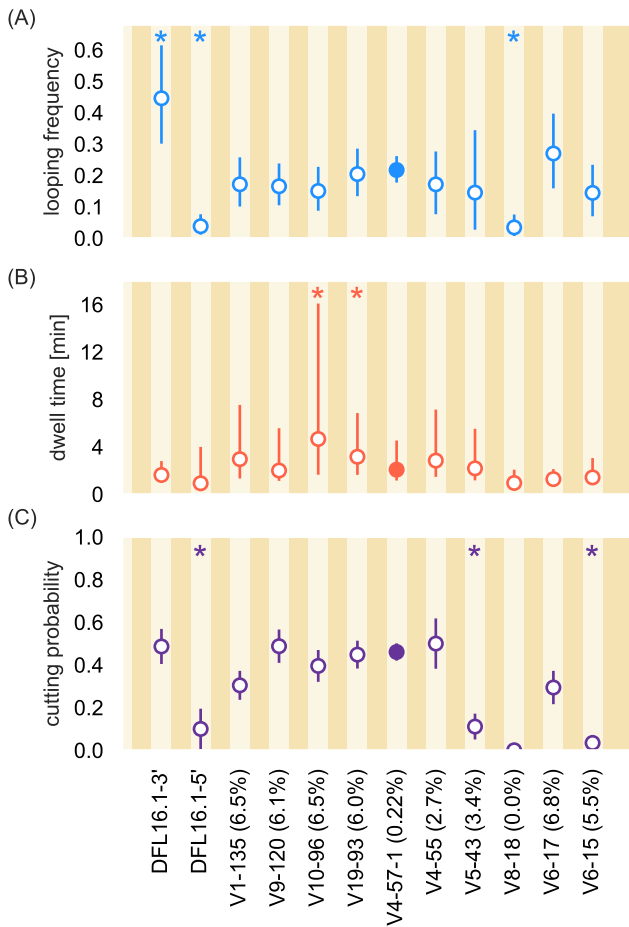 (A)
looping frequency
0.6
0.5
0.4
0.3
0.2
0.1
0.0
* * *
(B)
dwell time [min]
16
12
8
4
0
* *
(C)
cutting probability
1.0
0.8
0.6
0.4
0.2
0.0
* * *
DFL16.1-3'
DFL16.1-5'
V1-135 (6.5%)
V9-120 (6.1%)
V10-96 (6.5%)
V19-93 (6.0%)
V4-57-1 (0.22%)
V4-55 (2.7%)
V5-43 (3.4%)
V8-18 (0.0%)
V6-17 (6.8%)
V6-15 (5.5%)